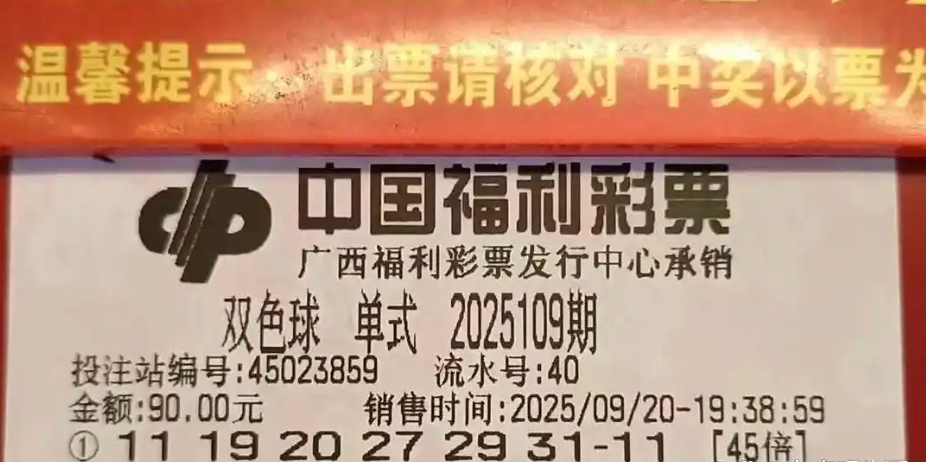 温馨提示：出票请核对 中奖以票为
中国福利彩票
广西福利彩票发行中心承销
双色球 单式 2025109期
投注站编号:45023859 流水号:40
金额:90.00元 销售时间:2025/09/20-19:38:59
① 11 19 20 27 29 31-11 [45倍]